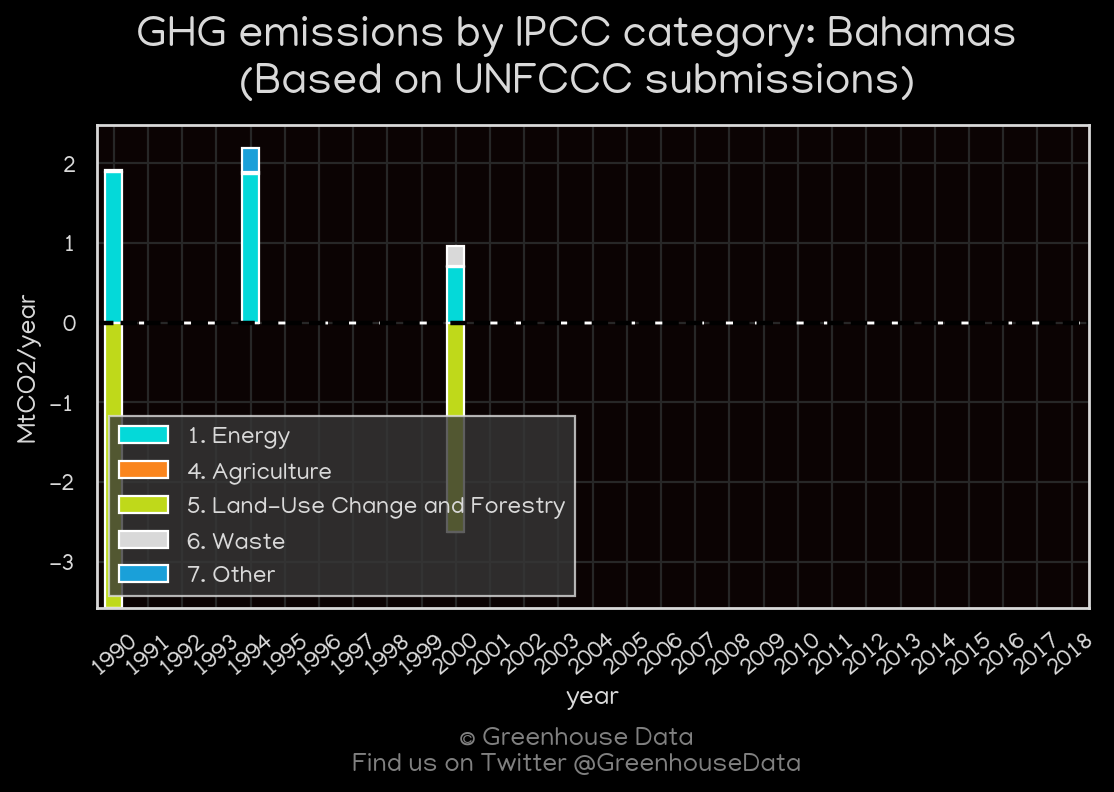 GHG emissions by IPCC category: Bahamas
(Based on UNFCCC submissions)
MtCO2/year
2
1
0
−1
−2
−3
1. Energy
4. Agriculture
5. Land-Use Change and Forestry
6. Waste
7. Other
1990 1991 1992 1993 1994 1995 1996 1997 1998 1999 2000 2001 2002 2003 2004 2005 2006 2007 2008 2009 2010 2011 2012 2013 2014 2015 2016 2017 2018
year
© Greenhouse Data
Find us on Twitter @GreenhouseData